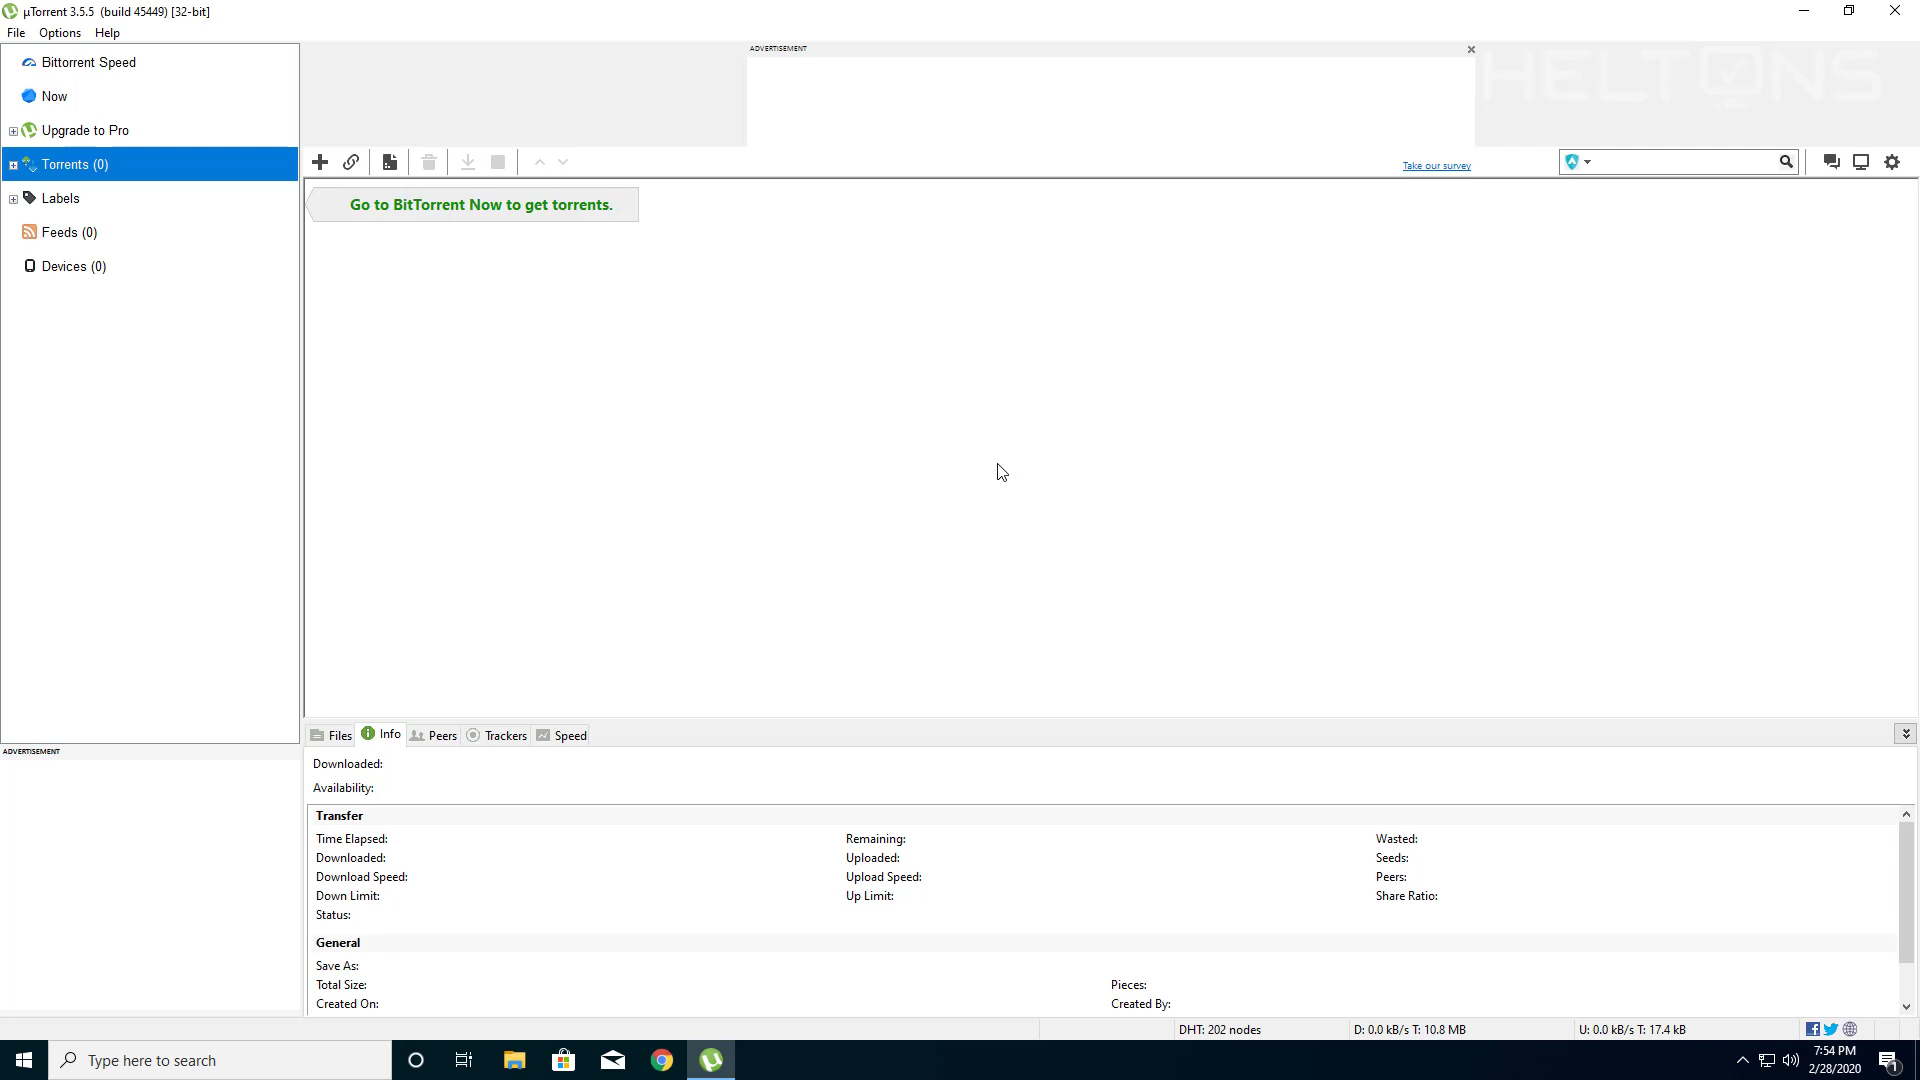 µTorrent 3.5.5 (build 45449) [32-bit]
File Options Help
Bittorrent Speed
Now
Upgrade to Pro
Torrents (0)
Labels
Feeds (0)
Devices (0)
ADVERTISEMENT
ADVERTISEMENT
HELTONS
Take our survey
Go to BitTorrent Now to get torrents.
Files Info Peers Trackers Speed
Downloaded:
Availability:
Transfer
Time Elapsed: Remaining: Wasted:
Downloaded: Uploaded: Seeds:
Download Speed: Upload Speed: Peers:
Down Limit: Up Limit: Share Ratio:
Status:
General
Save As:
Total Size: Pieces:
Created On: Created By:
DHT: 202 nodes D: 0.0 kB/s T: 10.8 MB U: 0.0 kB/s T: 17.4 kB
Type here to search
7:54 PM
2/28/2020
1